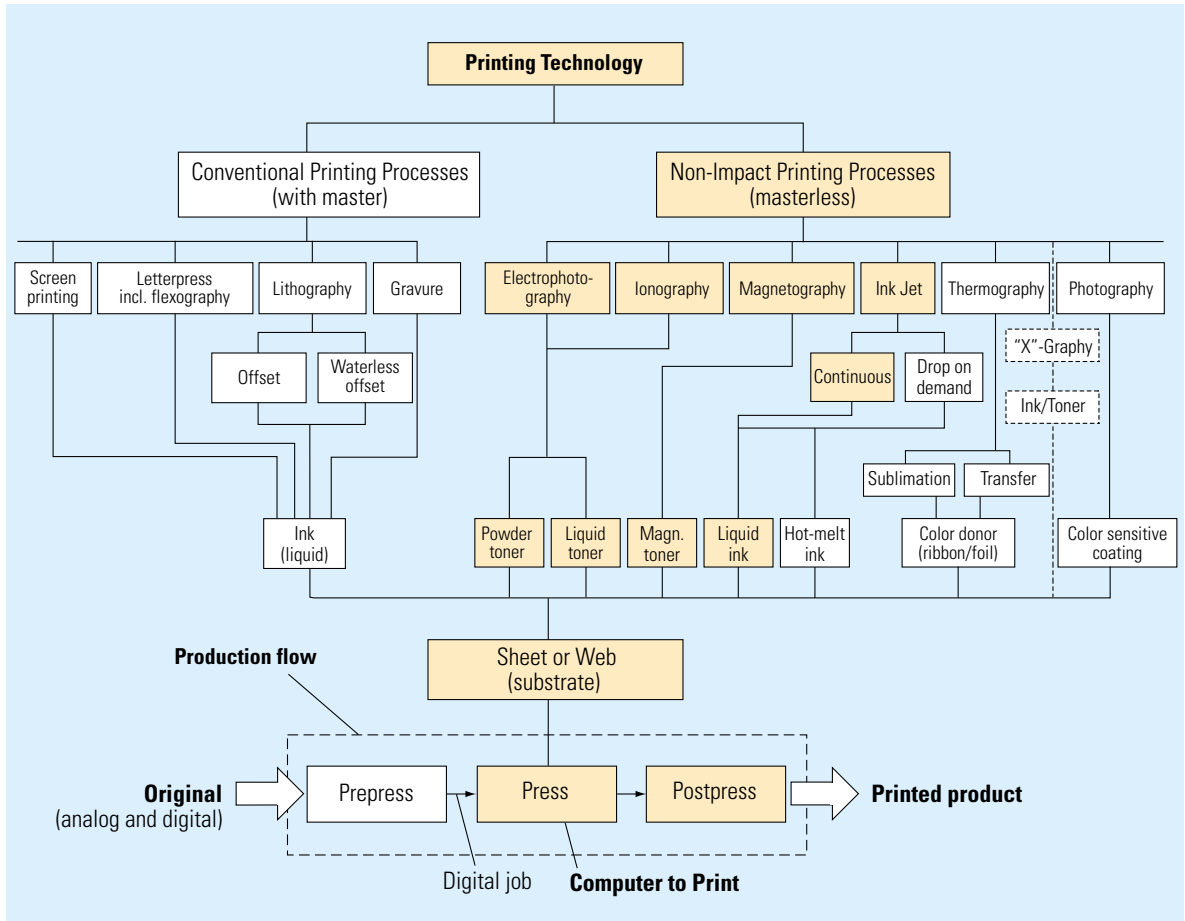 Printing Technology
Conventional Printing Processes
(with master)
Non-Impact Printing Processes
(masterless)
Screen
printing
Letterpress
incl. flexography
Lithography
Gravure
Electrophoto-
graphy
Ionography
Magnetography
Ink Jet
Thermography
Photography
Offset
Waterless
offset
Continuous
Drop on
demand
“X”-Graphy
Ink/Toner
Sublimation
Transfer
Ink
(liquid)
Powder
toner
Liquid
toner
Magn.
toner
Liquid
ink
Hot-melt
ink
Color donor
(ribbon/foil)
Color sensitive
coating
Sheet or Web
(substrate)
Production flow
Original
(analog and digital)
Prepress
Press
Postpress
Printed product
Digital job
Computer to Print